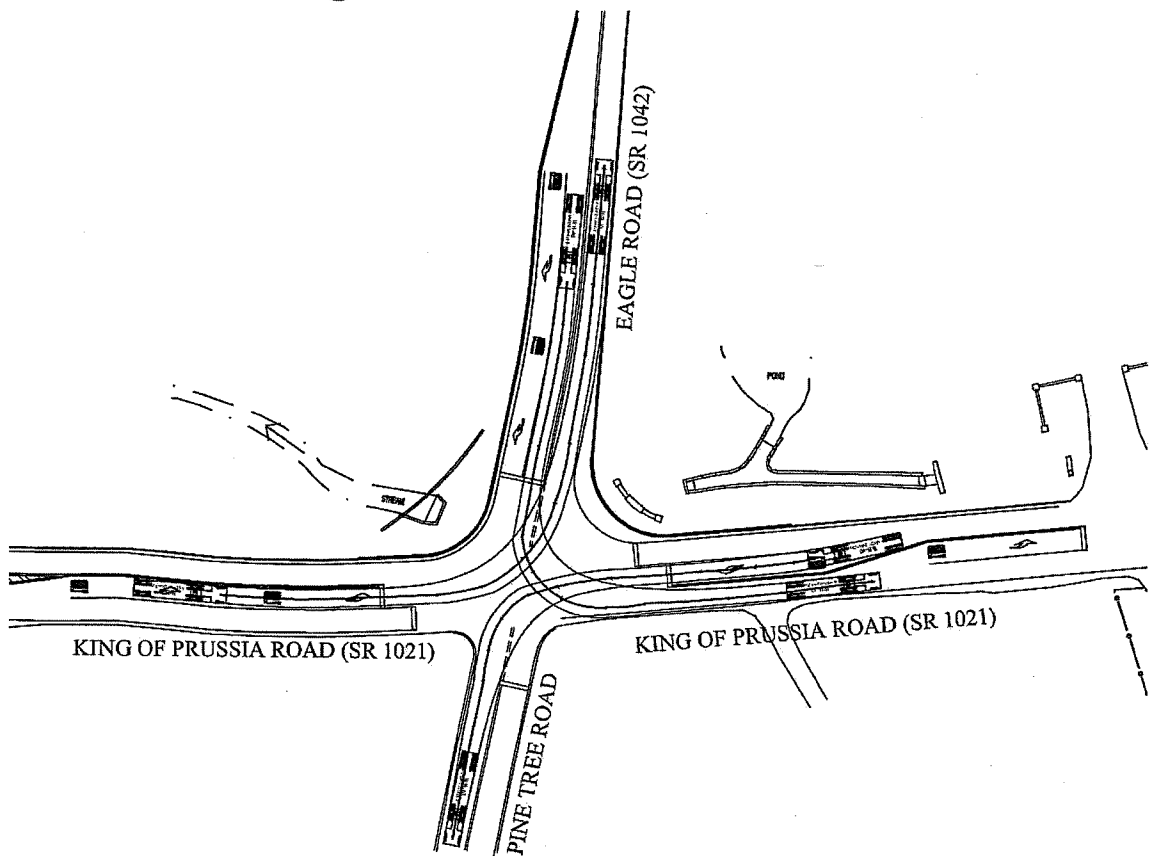 EAGLE ROAD (SR 1042)
POND
STREAM
KING OF PRUSSIA ROAD (SR 1021)
KING OF PRUSSIA ROAD (SR 1021)
PINE TREE ROAD